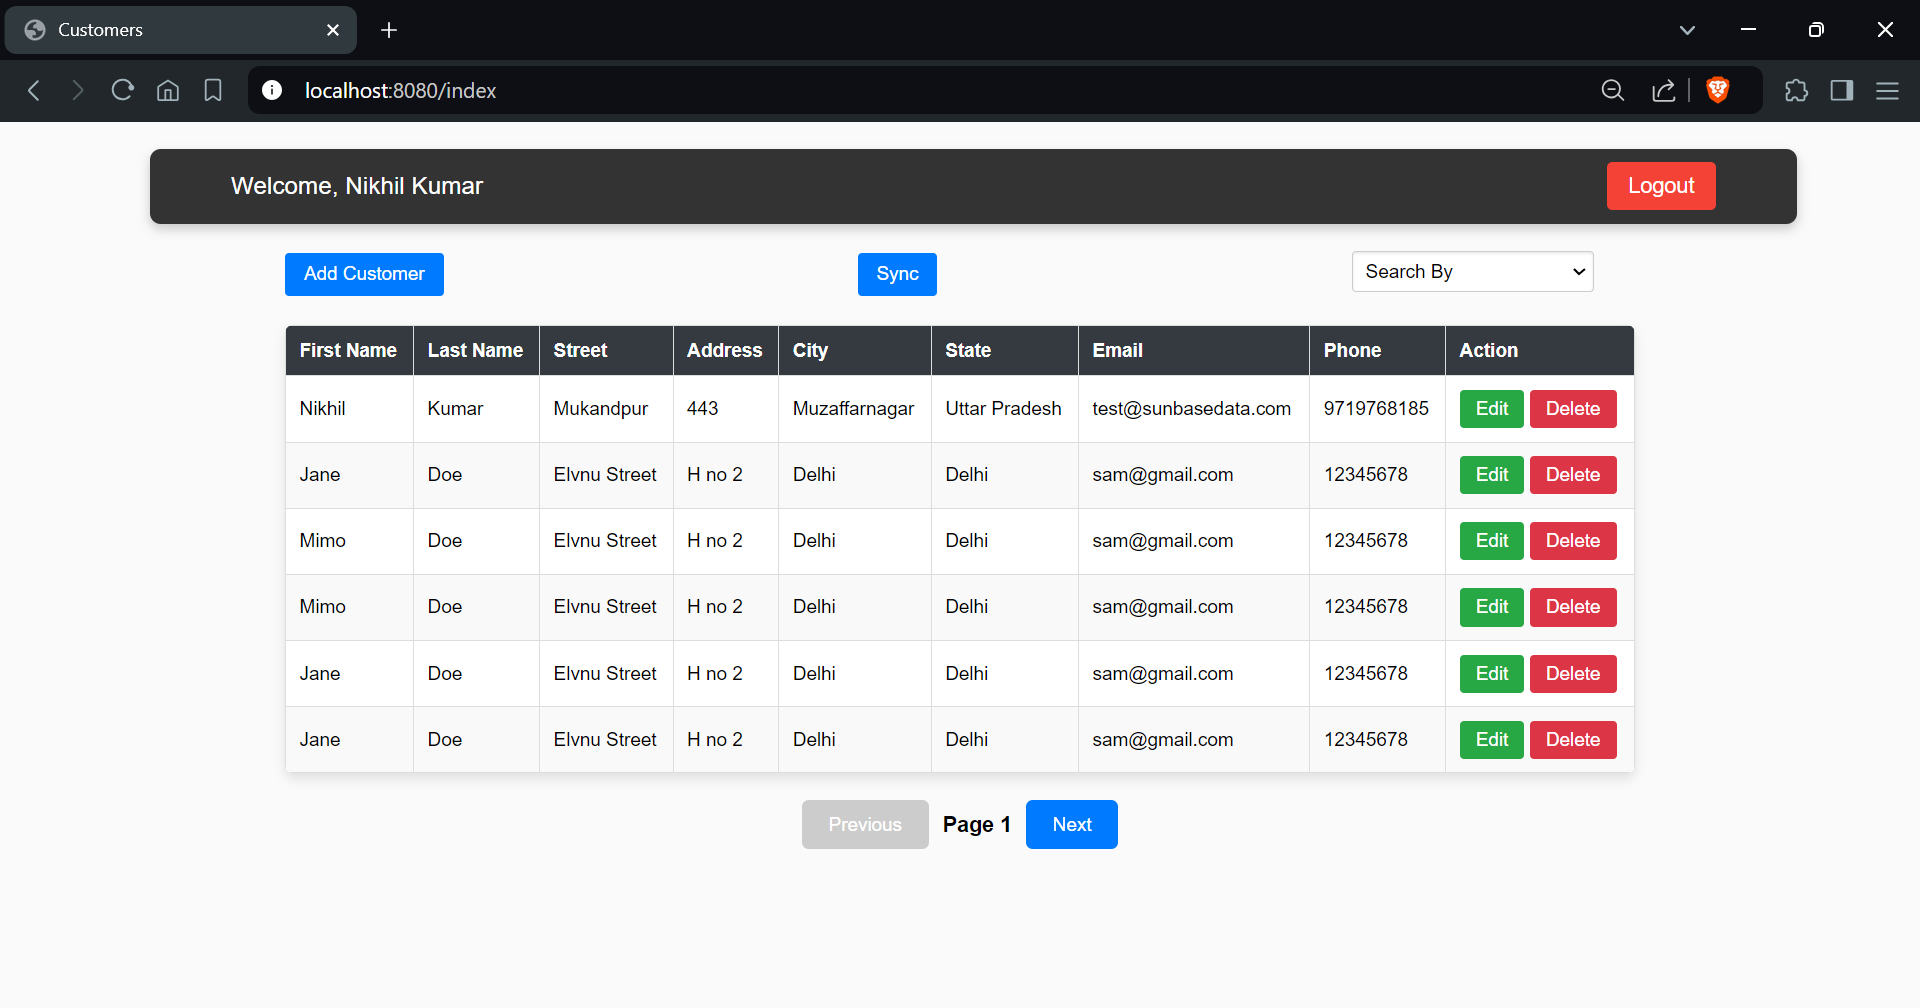 Customers
localhost:8080/index
Welcome, Nikhil Kumar Logout
Add Customer Sync Search By
First Name Last Name Street Address City State Email Phone Action
Nikhil Kumar Mukandpur 443 Muzaffarnagar Uttar Pradesh test@sunbasedata.com 9719768185 Edit Delete
Jane Doe Elvnu Street H no 2 Delhi Delhi sam@gmail.com 12345678 Edit Delete
Mimo Doe Elvnu Street H no 2 Delhi Delhi sam@gmail.com 12345678 Edit Delete
Mimo Doe Elvnu Street H no 2 Delhi Delhi sam@gmail.com 12345678 Edit Delete
Jane Doe Elvnu Street H no 2 Delhi Delhi sam@gmail.com 12345678 Edit Delete
Jane Doe Elvnu Street H no 2 Delhi Delhi sam@gmail.com 12345678 Edit Delete
Previous Page 1 Next